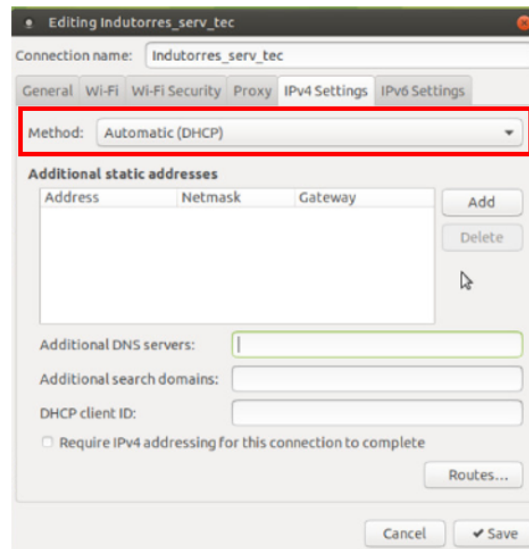 Editing Indutorres_serv_tec
Connection name: Indutorres_serv_tec
General Wi-Fi Wi-Fi Security Proxy IPv4 Settings IPv6 Settings
Method: Automatic (DHCP)
Additional static addresses
Address Netmask Gateway
Add
Delete
Additional DNS servers:
Additional search domains:
DHCP client ID:
Require IPv4 addressing for this connection to complete
Routes...
Cancel Save